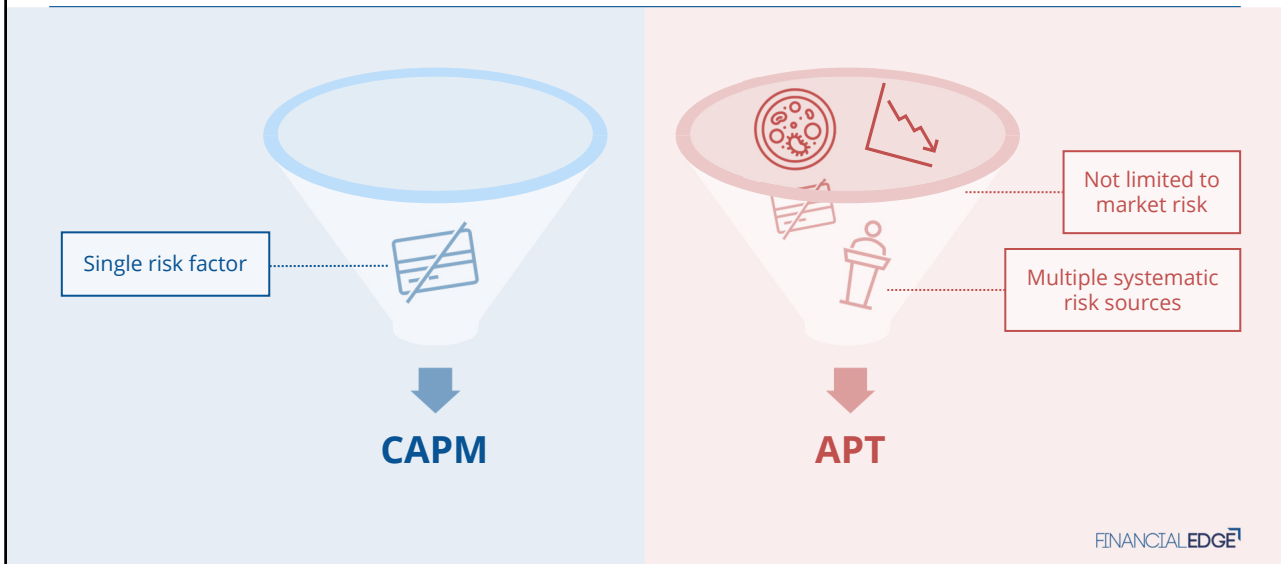 Single risk factor
CAPM
Not limited to
market risk
Multiple systematic
risk sources
APT
FINANCIALEDGE